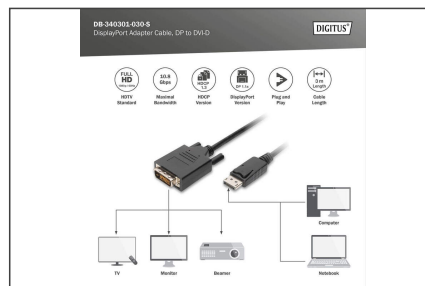 DB-340301-030-S
DisplayPort Adapter Cable, DP to DVI-D
DIGITUS®
FULL
HD
HDTV
Standard
10.8
Gbps
Maximal
Bandwidth
HDCP
1.3
HDCP
Version
DP 1.1a
DisplayPort
Version
Plug and
Play
3 m
Length
Cable
Length
Computer
TV
Monitor
Beamer
Notebook